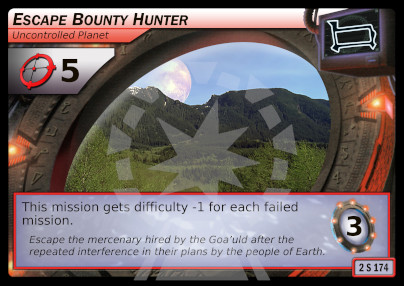 ESCAPE BOUNTY HUNTER
Uncontrolled Planet
5
This mission gets difficulty -1 for each failed
mission.
Escape the mercenary hired by the Goa'uld after the
repeated interference in their plans by the people of Earth.
3
2 S 174